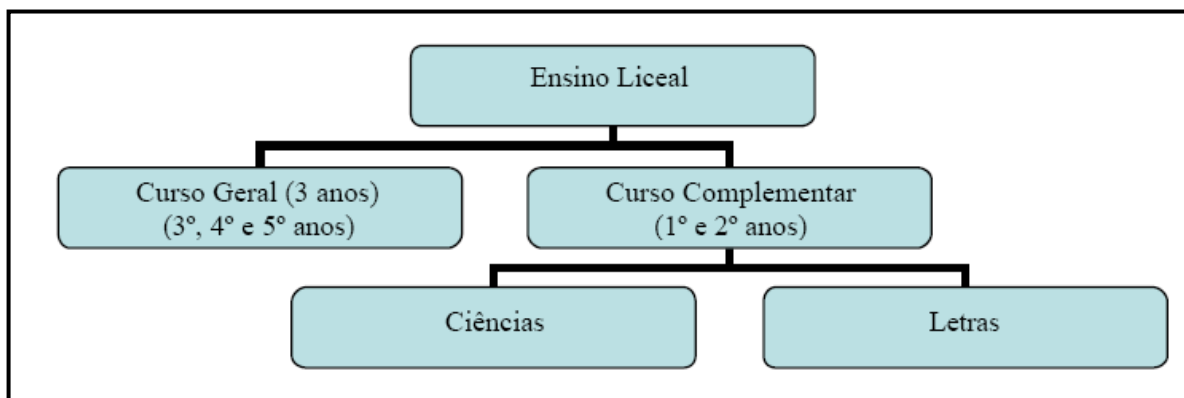 Ensino Liceal
Curso Geral (3 anos)
(3º, 4º e 5º anos)
Curso Complementar
(1º e 2º anos)
Ciências
Letras